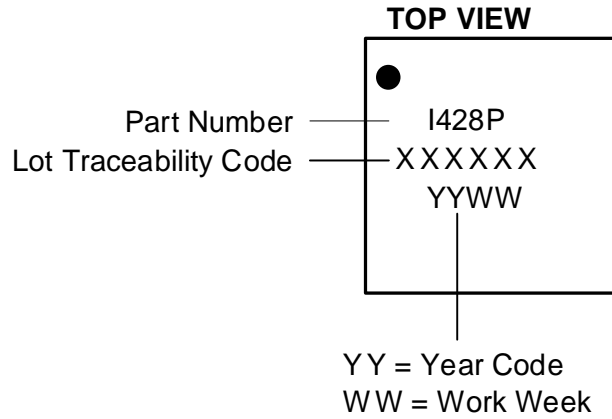 TOP VIEW
Part Number
I428P
Lot Traceability Code
XXXXXX
YYWW
YY = Year Code
WW = Work Week